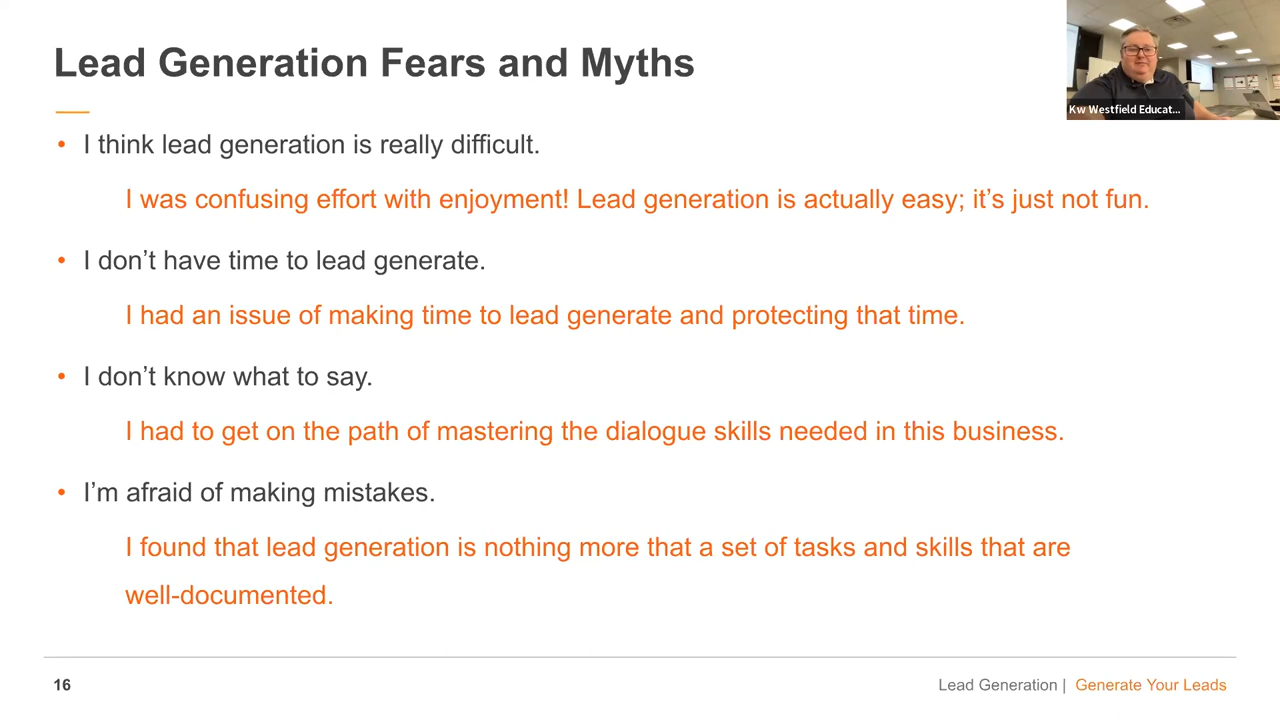 Lead Generation Fears and Myths
Kw Westfield Educat...
• I think lead generation is really difficult.
I was confusing effort with enjoyment! Lead generation is actually easy; it’s just not fun.
• I don’t have time to lead generate.
I had an issue of making time to lead generate and protecting that time.
• I don’t know what to say.
I had to get on the path of mastering the dialogue skills needed in this business.
• I’m afraid of making mistakes.
I found that lead generation is nothing more that a set of tasks and skills that are
well-documented.
16
Lead Generation | Generate Your Leads